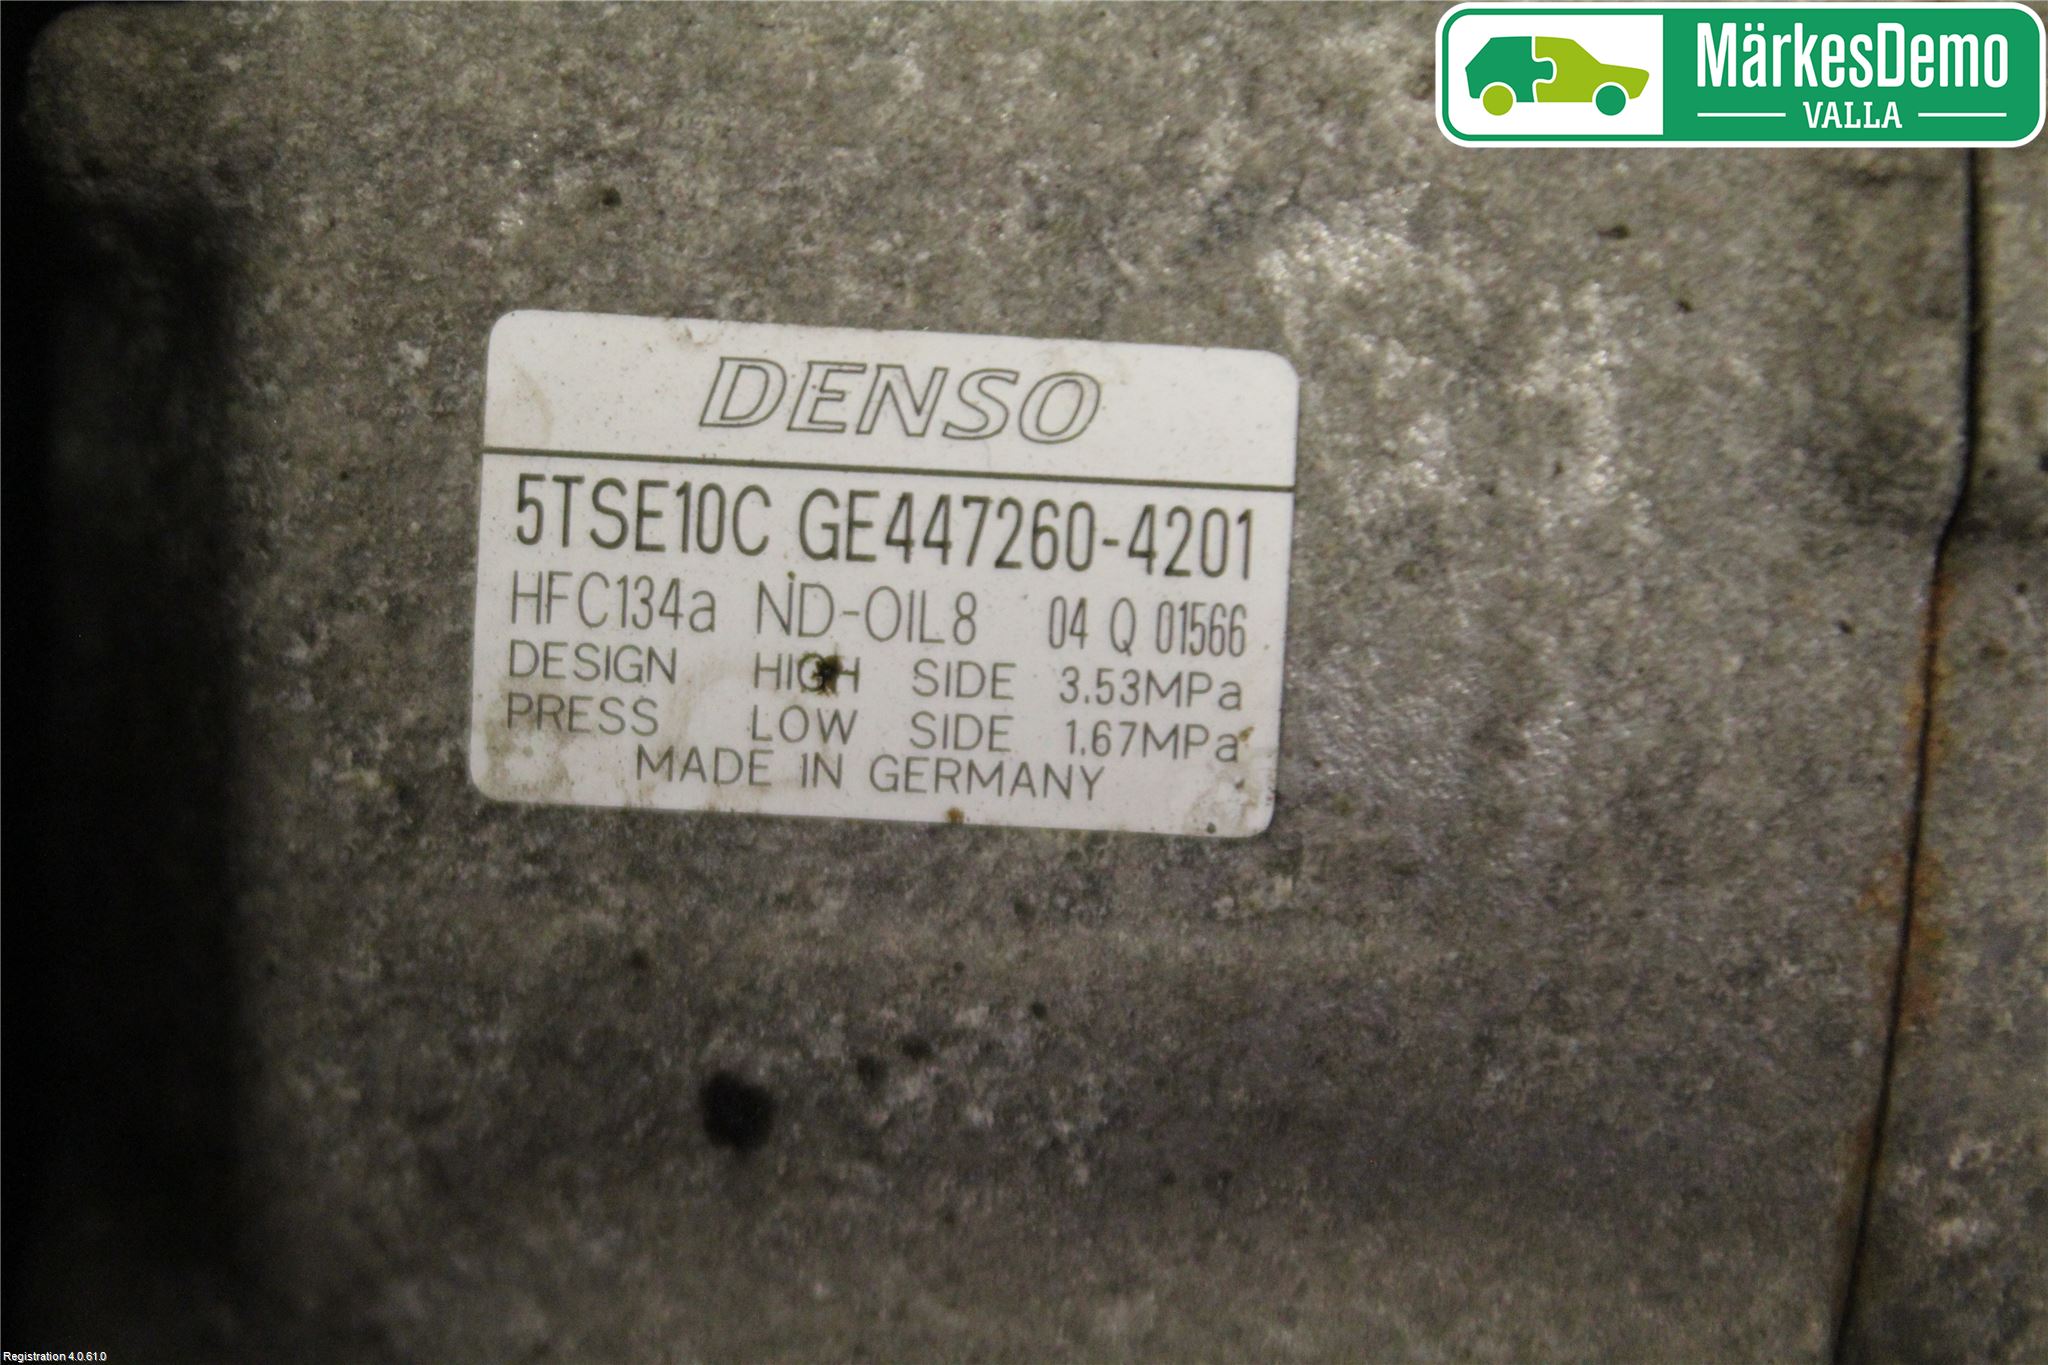 MärkesDemo
VALLA
DENSO
5TSE10C GE447260-4201
HFC134a ND-OIL8 04 Q 01566
DESIGN HIGH SIDE 3.53MPa
PRESS LOW SIDE 1.67MPa
MADE IN GERMANY
Registration 4.0.61.0